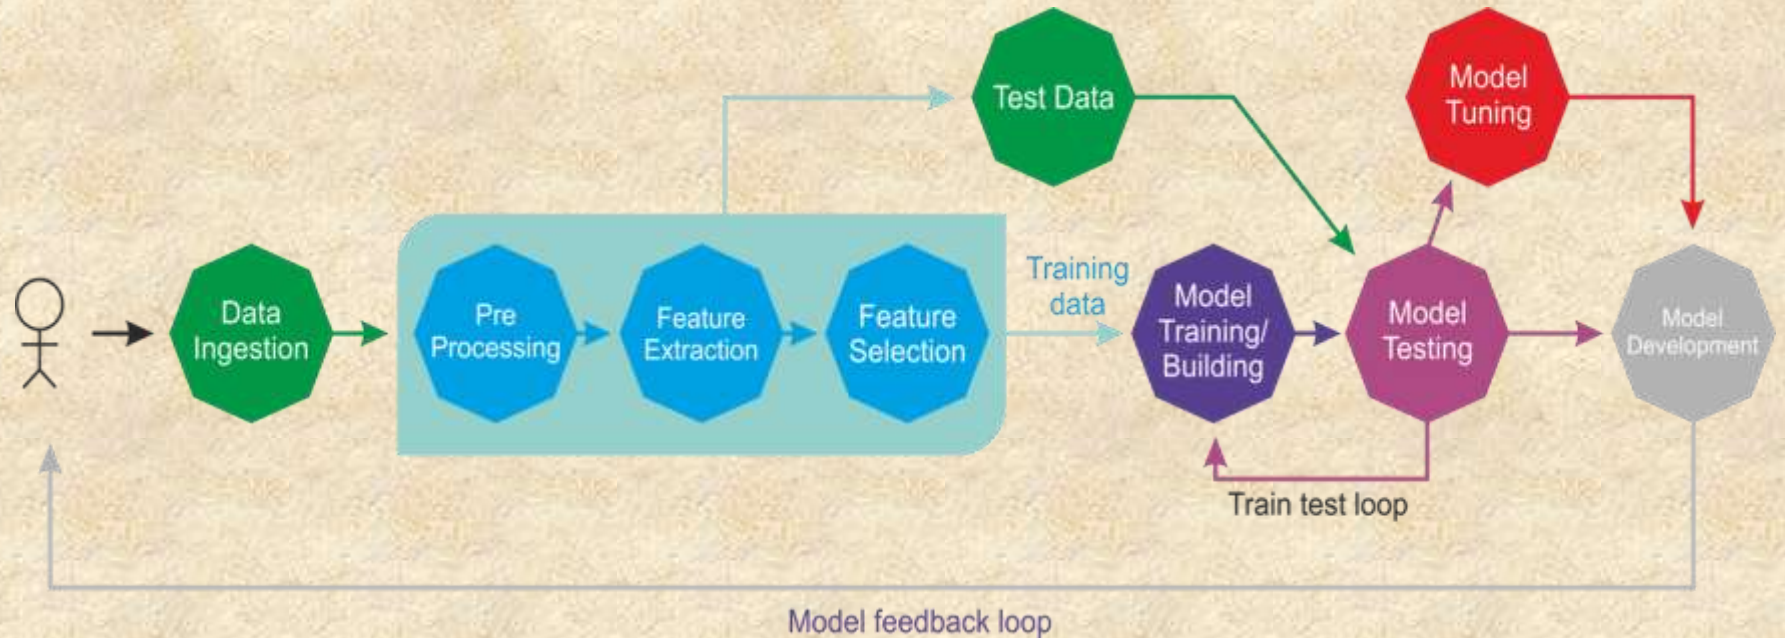 Data
Ingestion
Pre
Processing
Feature
Extraction
Feature
Selection
Test Data
Training
data
Model
Training/
Building
Model
Testing
Model
Tuning
Model
Development
Train test loop
Model feedback loop